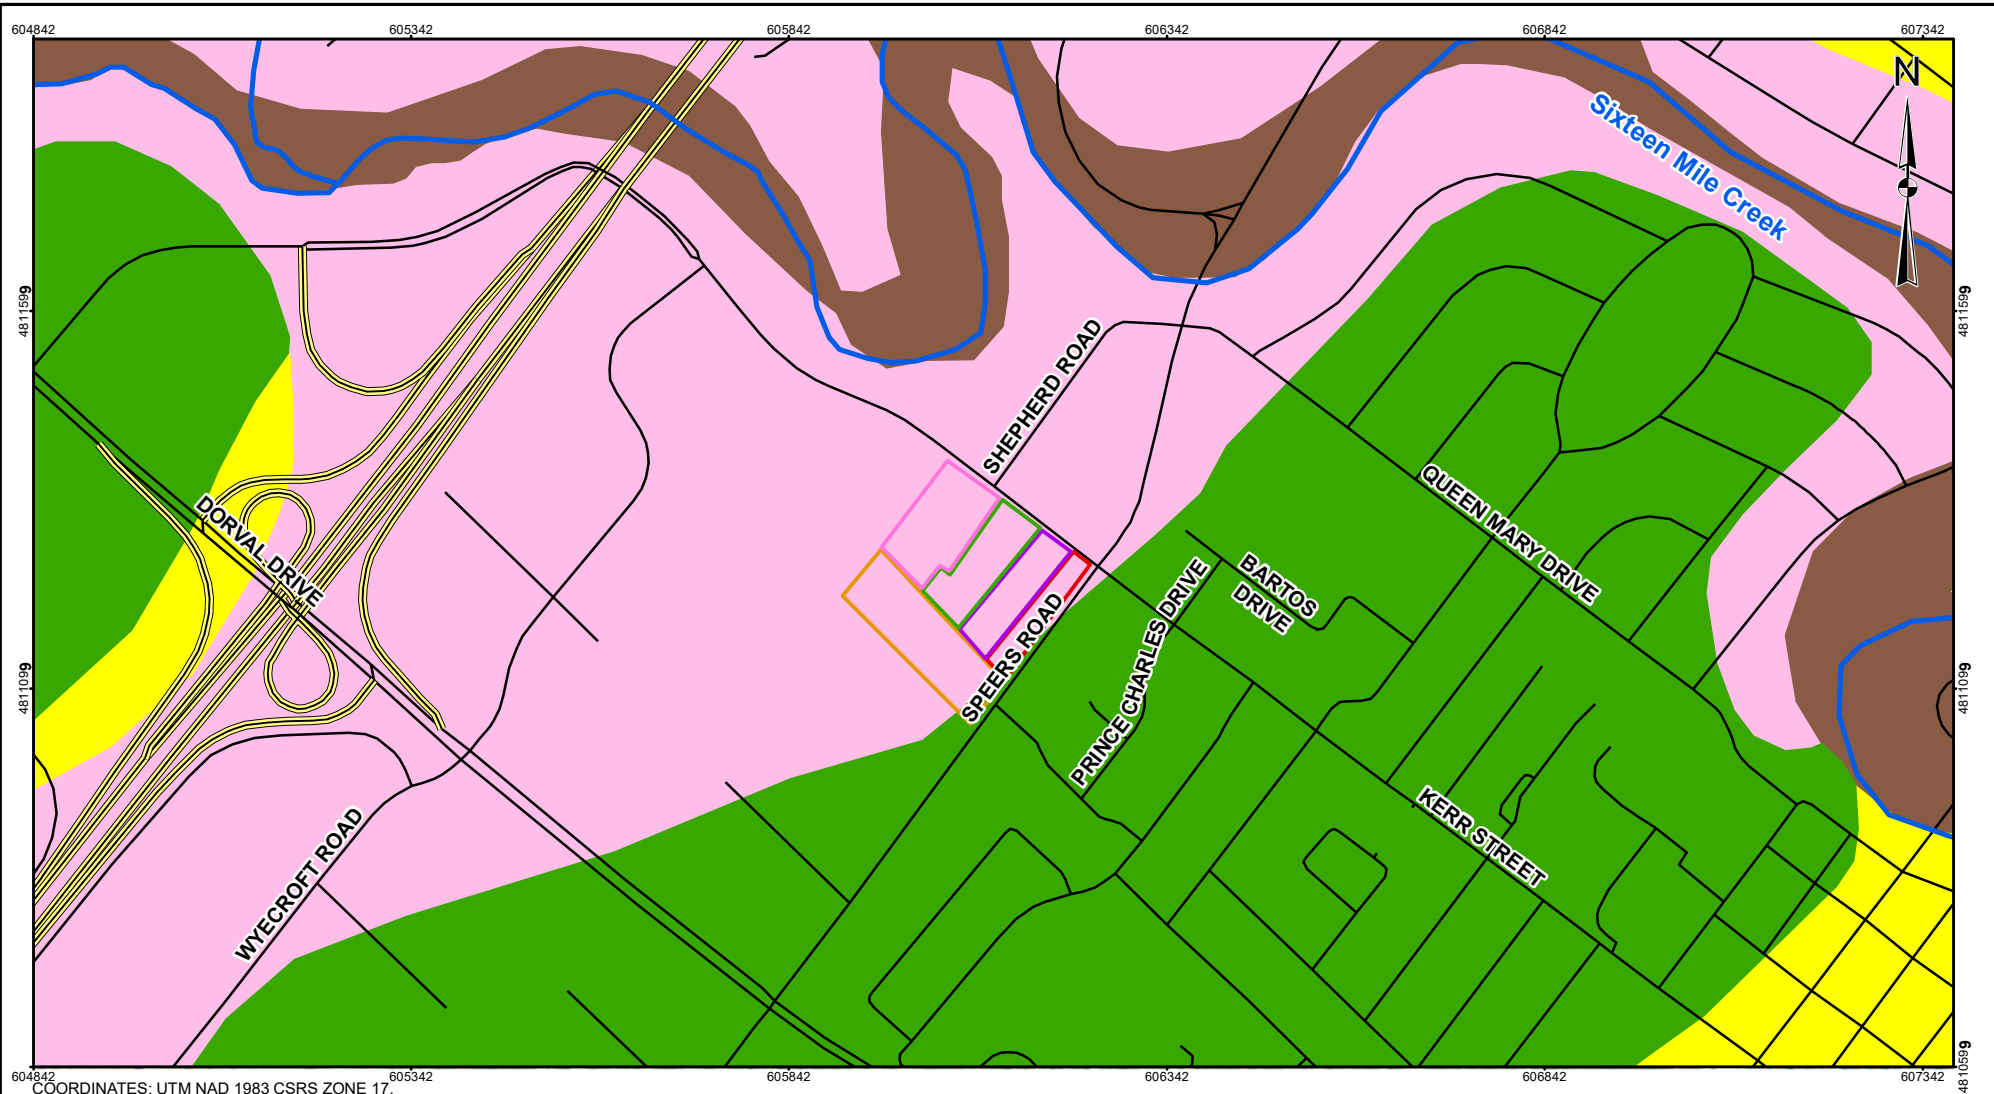 604842 605342 605842 606342 606842 607342
N
Sixteen Mile Creek
4811599
4811599
SHEPHERD ROAD
QUEEN MARY DRIVE
DORVAL DRIVE
BARTOS
DRIVE
PRINCE CHARLES DRIVE
SPEERS ROAD
4811099
4811099
KERR STREET
WYECROFT ROAD
4810599
604842 605342 605842 606342 606842 607342
COORDINATES: UTM NAD 1983 CSRS ZONE 17.